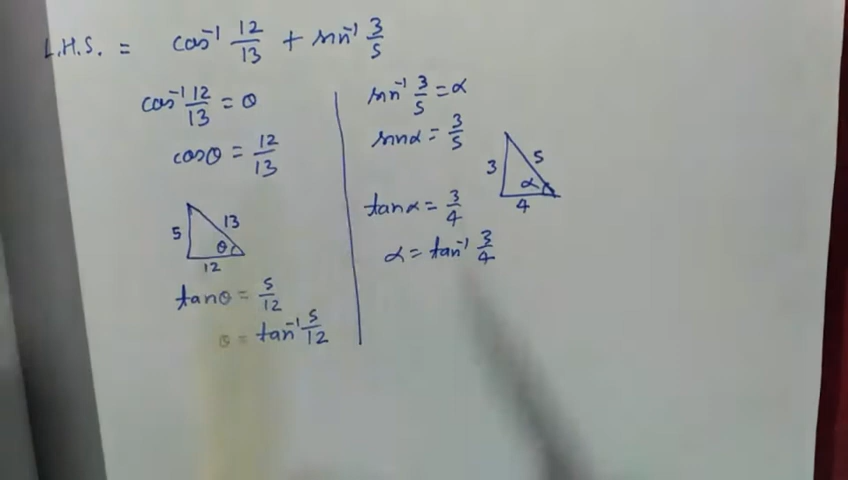 L.H.S. = cos⁻¹ 12/13 + sin⁻¹ 3/5
cos⁻¹ 12/13 = θ
cosθ = 12/13
5 13 θ 12
tanθ = 5/12
θ = tan⁻¹ 5/12
sin⁻¹ 3/5 = α
sinα = 3/5
3 5 α 4
tanα = 3/4
α = tan⁻¹ 3/4